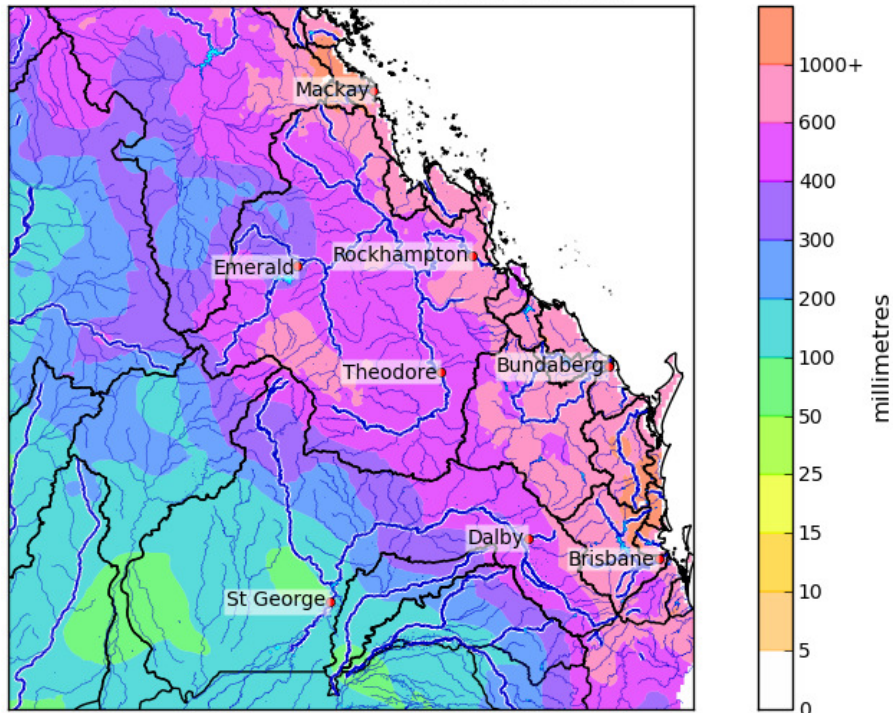 Mackay
Rockhampton
Emerald
Bundaberg
Theodore
Dalby
Brisbane
St George
1000+
600
400
300
200
100
50
25
15
10
5
0
millimetres